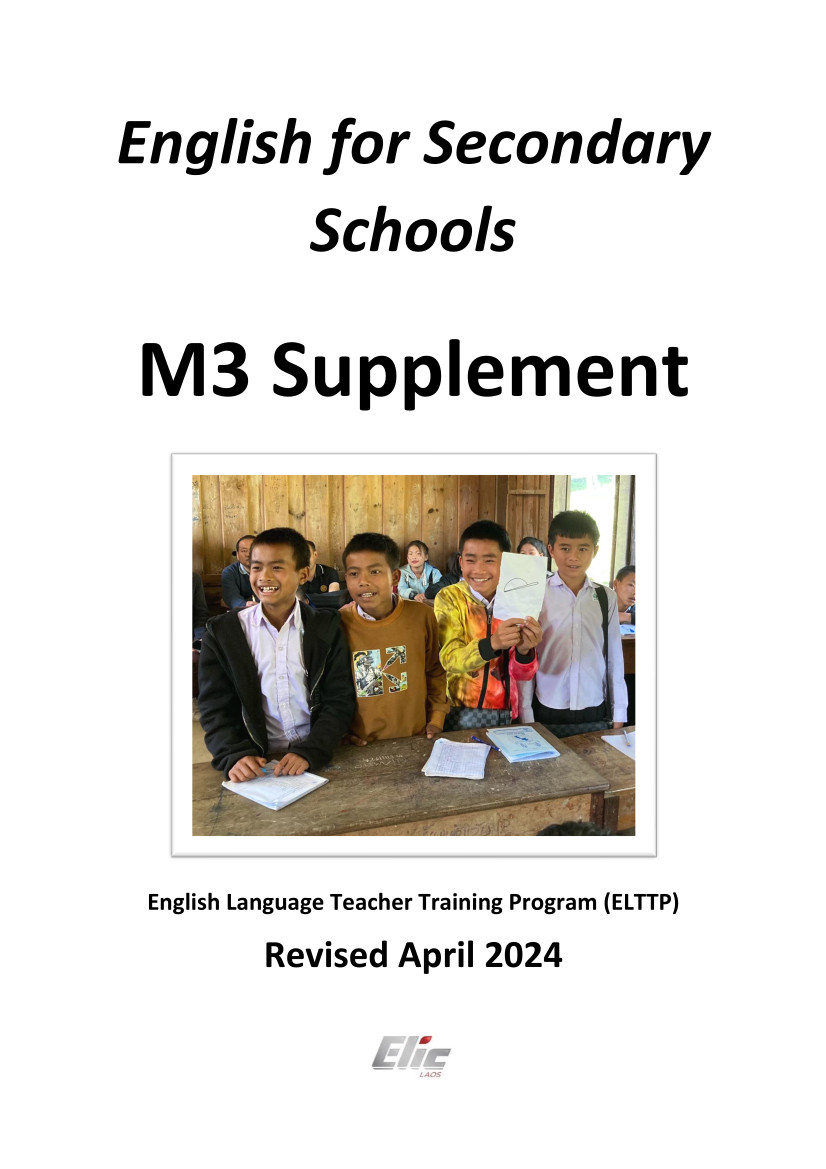 English for Secondary
Schools
M3 Supplement
English Language Teacher Training Program (ELTTP)
Revised April 2024
Elic
LAOS